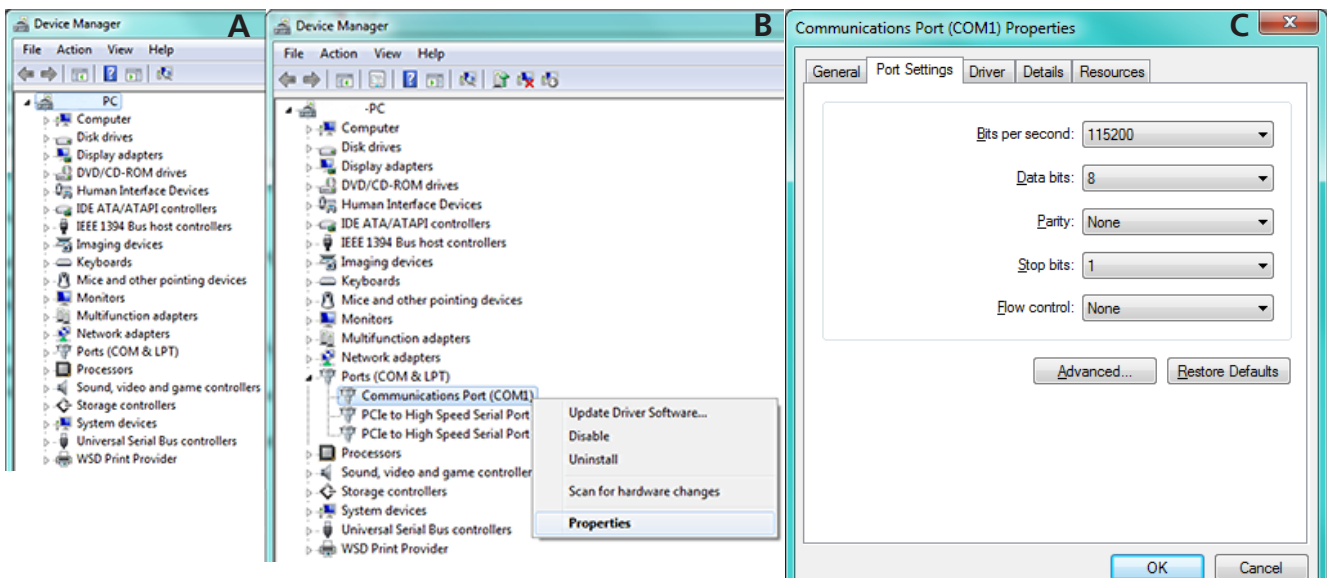 Device Manager
A
File Action View Help
PC
Computer
Disk drives
Display adapters
DVD/CD-ROM drives
Human Interface Devices
IDE ATA/ATAPI controllers
IEEE 1394 Bus host controllers
Imaging devices
Keyboards
Mice and other pointing devices
Monitors
Multifunction adapters
Network adapters
Ports (COM & LPT)
Processors
Sound, video and game controllers
Storage controllers
System devices
Universal Serial Bus controllers
WSD Print Provider
Device Manager
B
File Action View Help
-PC
Computer
Disk drives
Display adapters
DVD/CD-ROM drives
Human Interface Devices
IDE ATA/ATAPI controllers
IEEE 1394 Bus host controllers
Imaging devices
Keyboards
Mice and other pointing devices
Monitors
Multifunction adapters
Network adapters
Ports (COM & LPT)
Communications Port (COM1)
PCIe to High Speed Serial Port
PCIe to High Speed Serial Port
Processors
Sound, video and game controller
Storage controllers
System devices
Universal Serial Bus controllers
WSD Print Provider
Update Driver Software...
Disable
Uninstall
Scan for hardware changes
Properties
Communications Port (COM1) Properties
C
General Port Settings Driver Details Resources
Bits per second: 115200
Data bits: 8
Parity: None
Stop bits: 1
Flow control: None
Advanced... Restore Defaults
OK Cancel